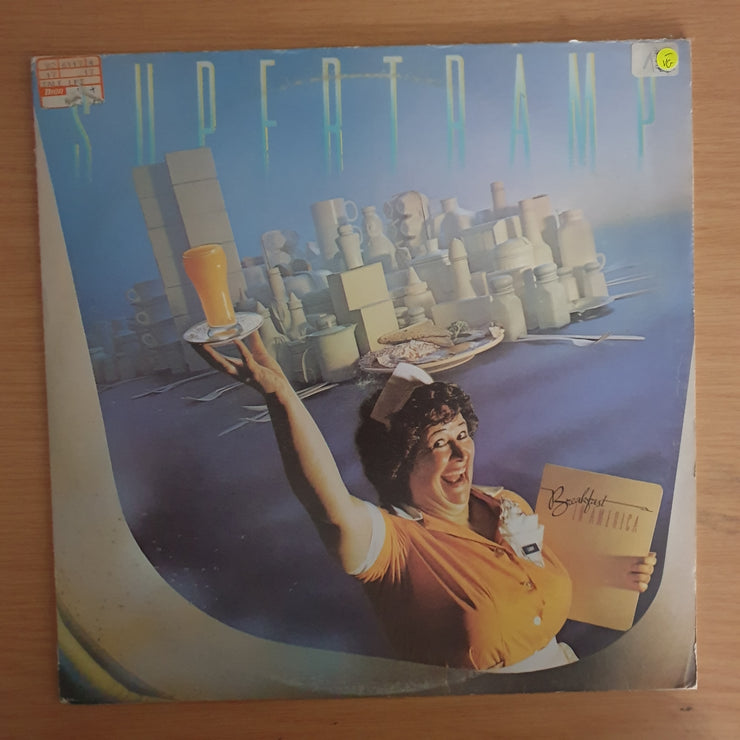 SUPERTRAMP
VG
Breakfast
IN AMERICA